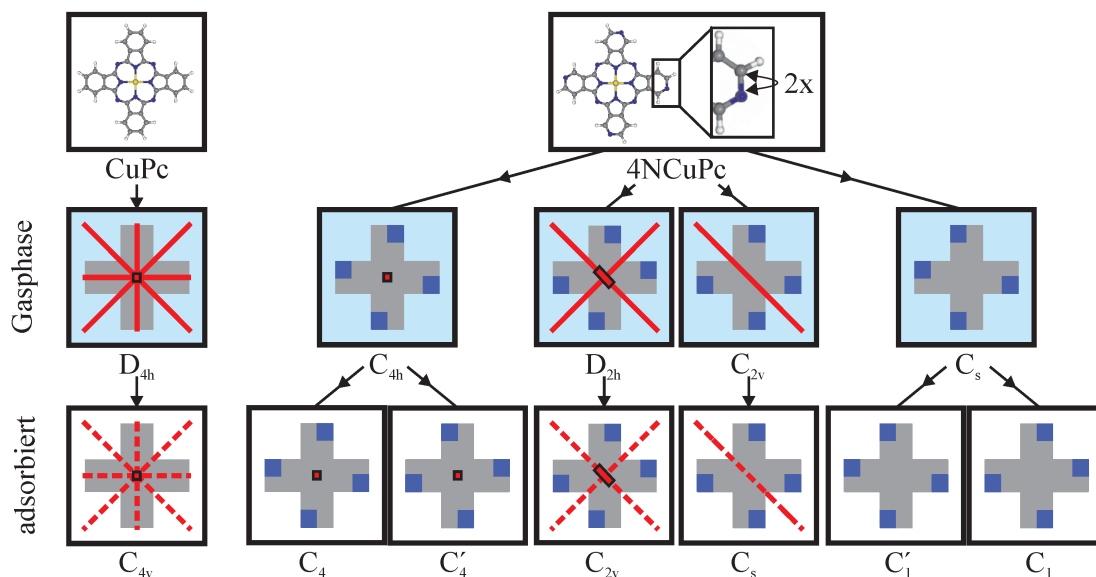 2x
CuPc
4NCuPc
Gasphase
D4h
C4h
D2h
C2v
Cs
adsorbiert
C4v
C4
C′4
C2v
Cs
C′1
C1